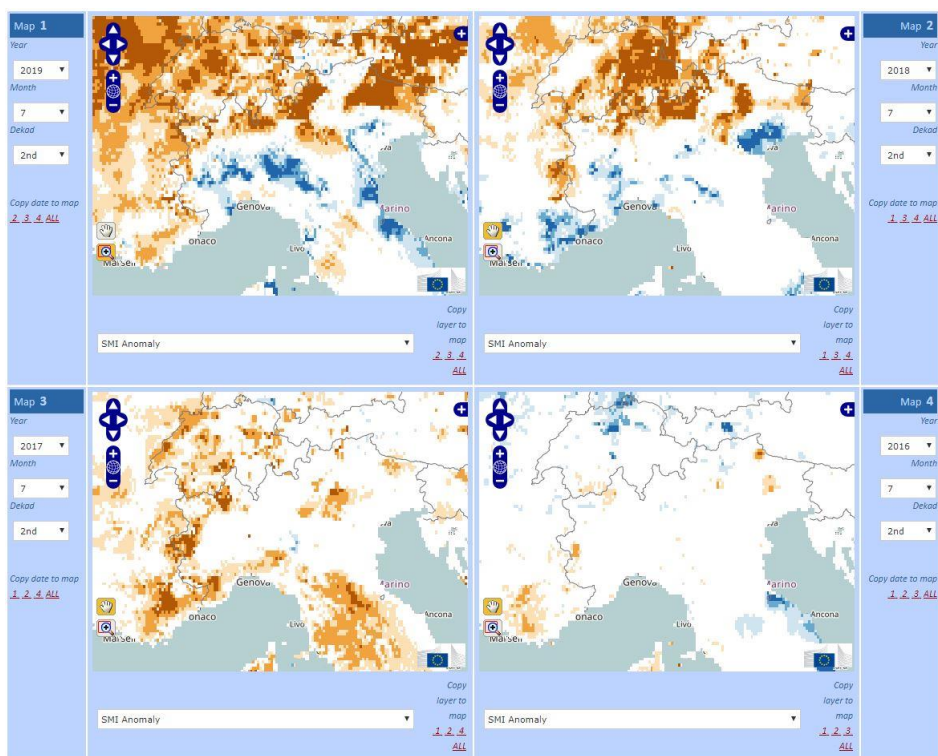 Map 1
Year
2019
Month
7
Dekad
2nd
Copy date to map
2 3 4 ALL
Genova
Marino
onaco
Livo
Ancona
Marseil
SMI Anomaly
Copy
layer to
map
2 3 4
ALL
Map 2
Year
2018
Month
7
Dekad
2nd
Copy date to map
1 3 4 ALL
ova
Genova
Marino
onaco
Livo
Ancona
Marseil
SMI Anomaly
Copy
layer to
map
1 3 4
ALL
Map 3
Year
2017
Month
7
Dekad
2nd
Copy date to map
1 2 4 ALL
Genova
arino
onaco
Livo
Ancona
SMI Anomaly
Copy
layer to
map
1 2 4
ALL
Map 4
Year
2016
Month
7
Dekad
2nd
Copy date to map
1 2 3 ALL
Genova
arino
onaco
Livo
Ancona
SMI Anomaly
Copy
layer to
map
1 2 3
ALL